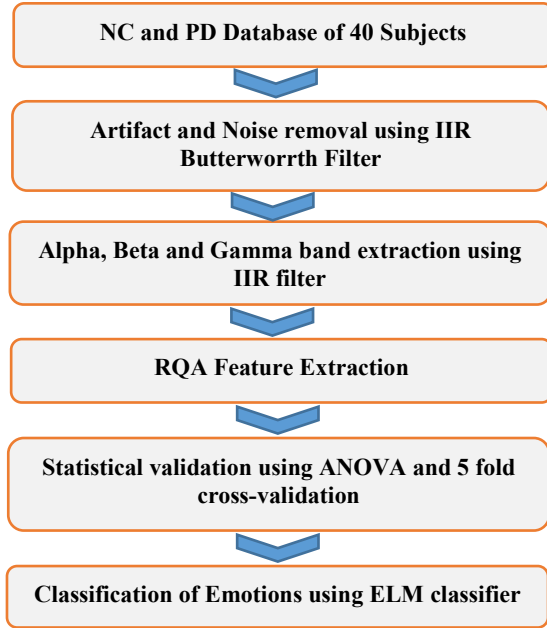 NC and PD Database of 40 Subjects
Artifact and Noise removal using IIR
Butterworrth Filter
Alpha, Beta and Gamma band extraction using
IIR filter
RQA Feature Extraction
Statistical validation using ANOVA and 5 fold
cross-validation
Classification of Emotions using ELM classifier